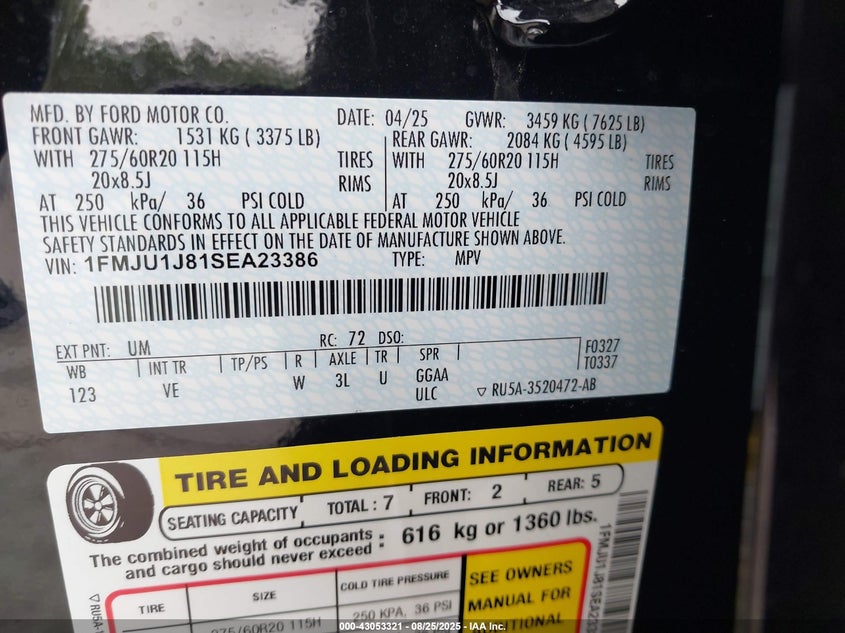 MFD. BY FORD MOTOR CO. DATE: 04/25 GVWR: 3459 KG ( 7625 LB)
FRONT GAWR: 1531 KG ( 3375 LB) REAR GAWR: 2084 KG ( 4595 LB)
WITH 275/60R20 115H TIRES WITH 275/60R20 115H TIRES
20x8.5J RIMS 20x8.5J RIMS
AT 250 kPa/ 36 PSI COLD AT 250 kPa/ 36 PSI COLD
THIS VEHICLE CONFORMS TO ALL APPLICABLE FEDERAL MOTOR VEHICLE
SAFETY STANDARDS IN EFFECT ON THE DATE OF MANUFACTURE SHOWN ABOVE.
VIN: 1FMJU1J81SEA23386 TYPE: MPV
EXT PNT: UM RC: 72 DSO: F0327
WB INT TR TP/PS R AXLE TR SPR T0337
123 VE W 3L U GGAA
ULC ▽ RU5A-3520472-AB
TIRE AND LOADING INFORMATION
SEATING CAPACITY TOTAL : 7 FRONT: 2 REAR: 5
The combined weight of occupants
and cargo should never exceed : 616 kg or 1360 lbs.
TIRE SIZE COLD TIRE PRESSURE SEE OWNERS
MANUAL FOR
275/60R20 115H 250 KPA, 36 PSI
000-43053321 - 08/25/2025 - IAA Inc.